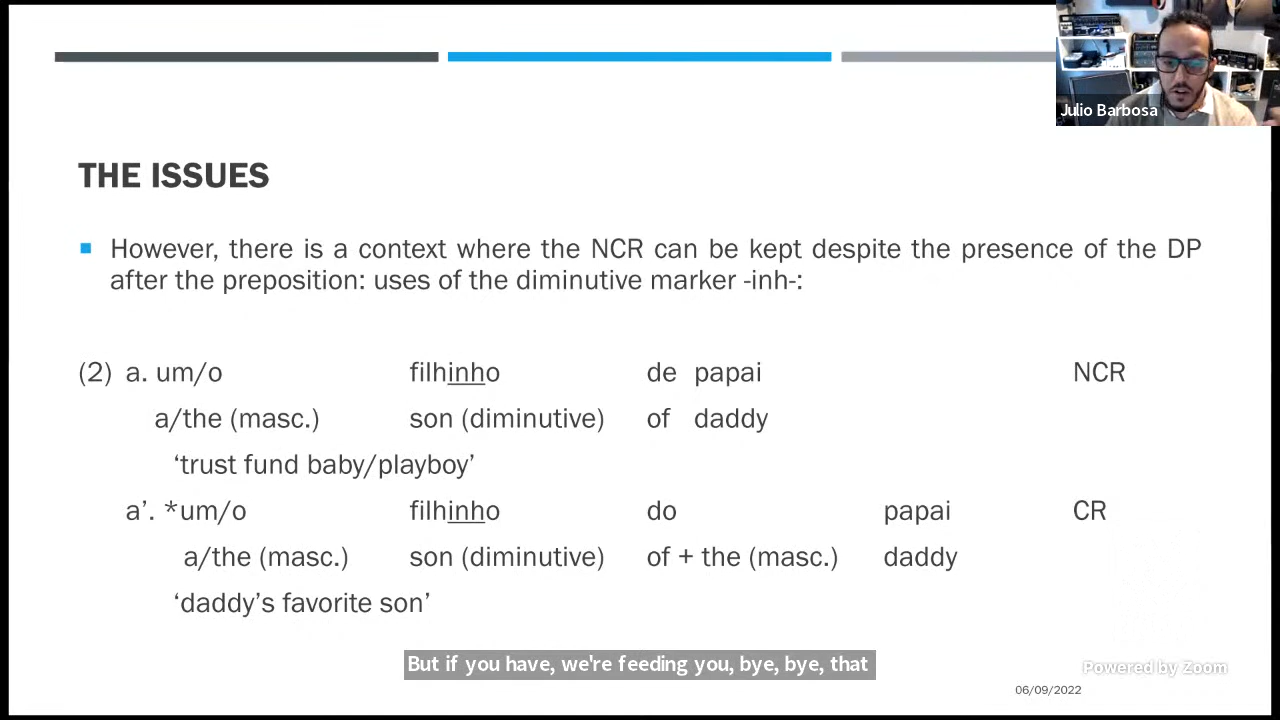 Julio Barbosa
THE ISSUES
However, there is a context where the NCR can be kept despite the presence of the DP
after the preposition: uses of the diminutive marker -inh-:
(2) a. um/o filhinho de papai NCR
a/the (masc.) son (diminutive) of daddy
‘trust fund baby/playboy’
a’. *um/o filhinho do papai CR
a/the (masc.) son (diminutive) of + the (masc.) daddy
‘daddy’s favorite son’
But if you have, we're feeding you, bye, bye, that
Powered by Zoom
06/09/2022